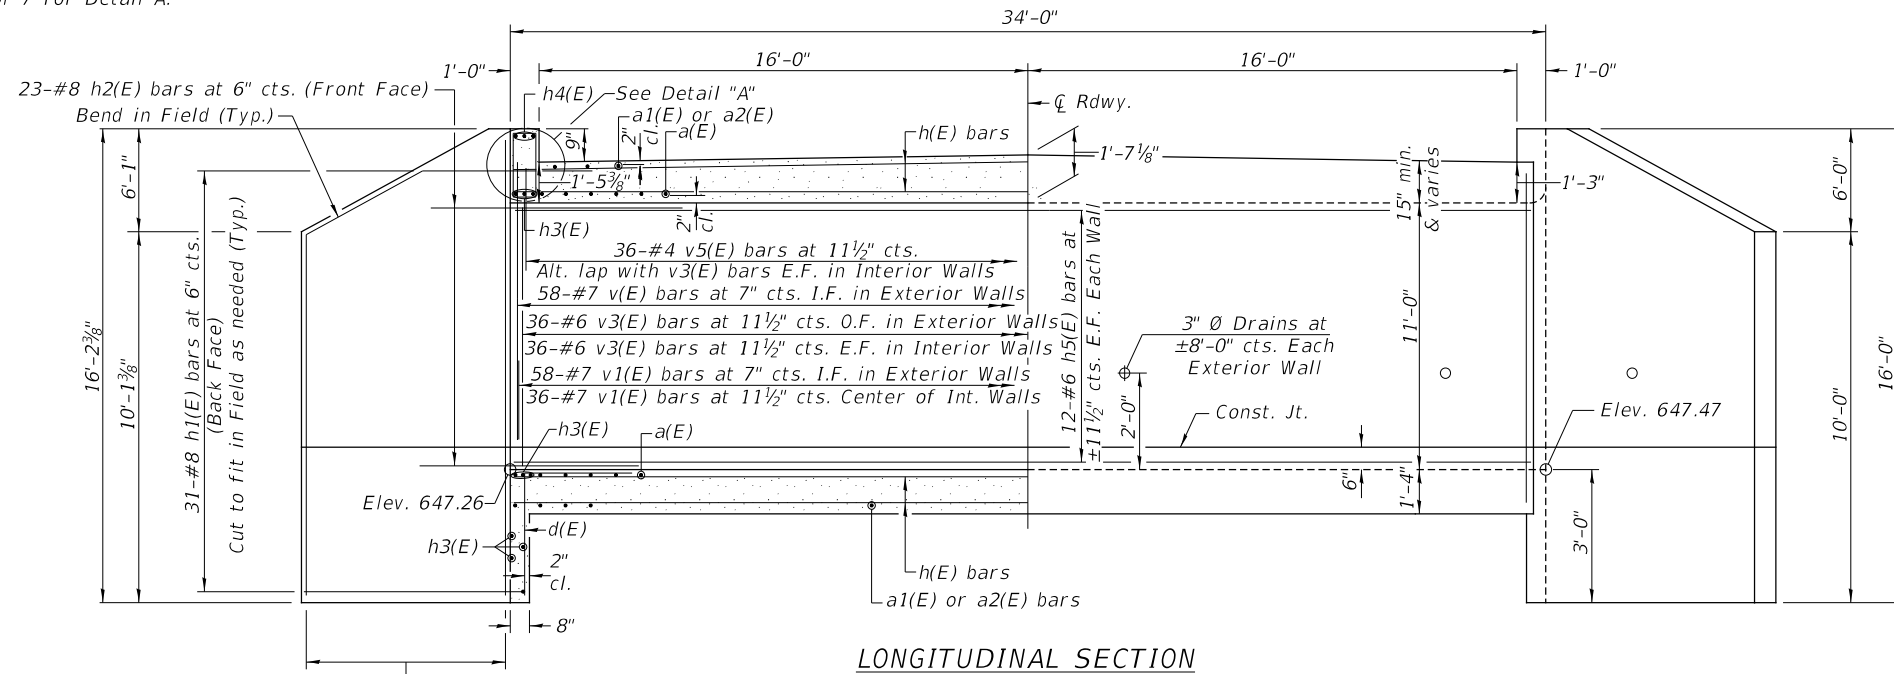 34'-0"
1'-0"
16'-0"
16'-0"
1'-0"
23-#8 h2(E) bars at 6" cts. (Front Face)
Bend in Field (Typ.)
h4(E)
See Detail "A"
a1(E) or a2(E)
a(E)
h(E) bars
℄ Rdwy.
9"
2"
cl.
1'-7⅛"
1'-5⅜"
1'-3"
15" min.
& varies
6'-1"
6'-0"
2"
cl.
h3(E)
36-#4 v5(E) bars at 11½" cts.
Alt. lap with v3(E) bars E.F. in Interior Walls
58-#7 v(E) bars at 7" cts. I.F. in Exterior Walls
36-#6 v3(E) bars at 11½" cts. O.F. in Exterior Walls
36-#6 v3(E) bars at 11½" cts. E.F. in Interior Walls
58-#7 v1(E) bars at 7" cts. I.F. in Exterior Walls
36-#7 v1(E) bars at 11½" cts. Center of Int. Walls
12-#6 h5(E) bars at
±11½" cts. E.F. Each Wall
3" Ø Drains at
±8'-0" cts. Each
Exterior Wall
11'-0"
16'-0"
16'-2⅜"
10'-1⅜"
31-#8 h1(E) bars at 6" cts.
(Back Face)
Cut to fit in Field as needed (Typ.)
2'-0"
Const. Jt.
Elev. 647.47
10'-0"
h3(E)
a(E)
Elev. 647.26
6"
1'-4"
3'-0"
h3(E)
d(E)
2"
cl.
h(E) bars
a1(E) or a2(E) bars
8"
LONGITUDINAL SECTION